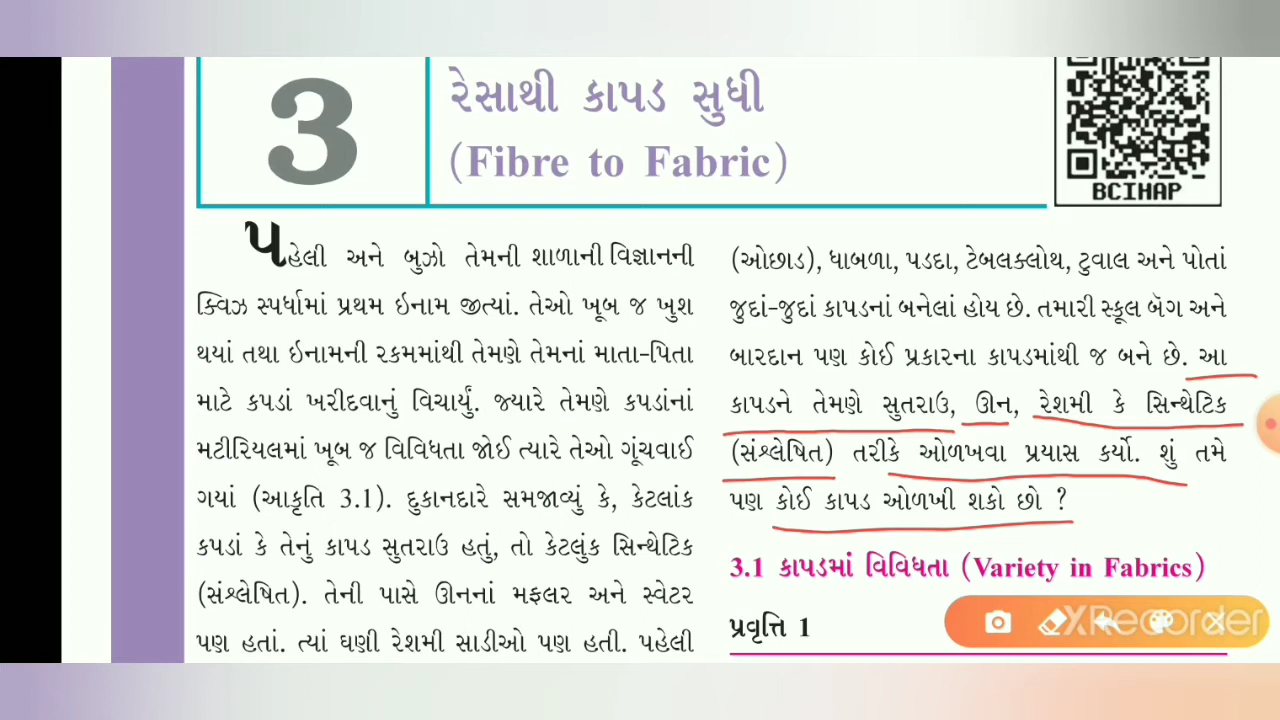 3
રેસાથી કાપડ સુધી
(Fibre to Fabric)
BCIHAP
પહેલી અને બુઝો તેમની શાળાની વિજ્ઞાનની
ક્વિઝ સ્પર્ધામાં પ્રથમ ઇનામ જીત્યાં. તેઓ ખૂબ જ ખુશ
થયાં તથા ઇનામની રકમમાંથી તેમણે તેમનાં માતા-પિતા
માટે કપડાં ખરીદવાનું વિચાર્યું. જ્યારે તેમણે કપડાંનાં
મટીરિયલમાં ખૂબ જ વિવિધતા જોઈ ત્યારે તેઓ ગૂંચવાઈ
ગયાં (આકૃતિ 3.1). દુકાનદારે સમજાવ્યું કે, કેટલાંક
કપડાં કે તેનું કાપડ સુતરાઉ હતું, તો કેટલુંક સિન્થેટિક
(સંશ્લેષિત). તેની પાસે ઊનનાં મફલર અને સ્વેટર
પણ હતાં. ત્યાં ઘણી રેશમી સાડીઓ પણ હતી. પહેલી
(ઓછાડ), ધાબળા, પડદા, ટેબલક્લોથ, ટુવાલ અને પોતાં
જુદાં-જુદાં કાપડનાં બનેલાં હોય છે. તમારી સ્કૂલ બૅગ અને
બારદાન પણ કોઈ પ્રકારના કાપડમાંથી જ બને છે. આ
કાપડને તેમણે સુતરાઉ, ઊન, રેશમી કે સિન્થેટિક
(સંશ્લેષિત) તરીકે ઓળખવા પ્રયાસ કર્યો. શું તમે
પણ કોઈ કાપડ ઓળખી શકો છો ?
3.1 કાપડમાં વિવિધતા (Variety in Fabrics)
પ્રવૃત્તિ 1
XRecorder